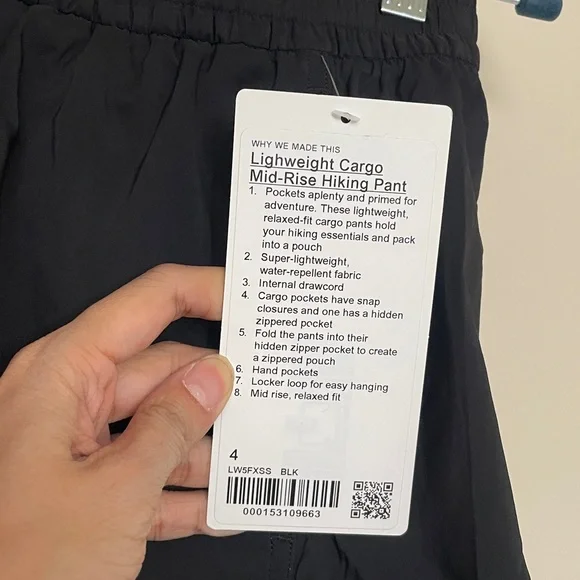 WHY WE MADE THIS
Lighweight Cargo
Mid-Rise Hiking Pant
1. Pockets aplenty and primed for
adventure. These lightweight,
relaxed-fit cargo pants hold
your hiking essentials and pack
into a pouch
2. Super-lightweight,
water-repellent fabric
3. Internal drawcord
4. Cargo pockets have snap
closures and one has a hidden
zippered pocket
5. Fold the pants into their
hidden zipper pocket to create
a zippered pouch
6. Hand pockets
7. Locker loop for easy hanging
8. Mid rise, relaxed fit
4
LW5FXSS BLK
000153109663